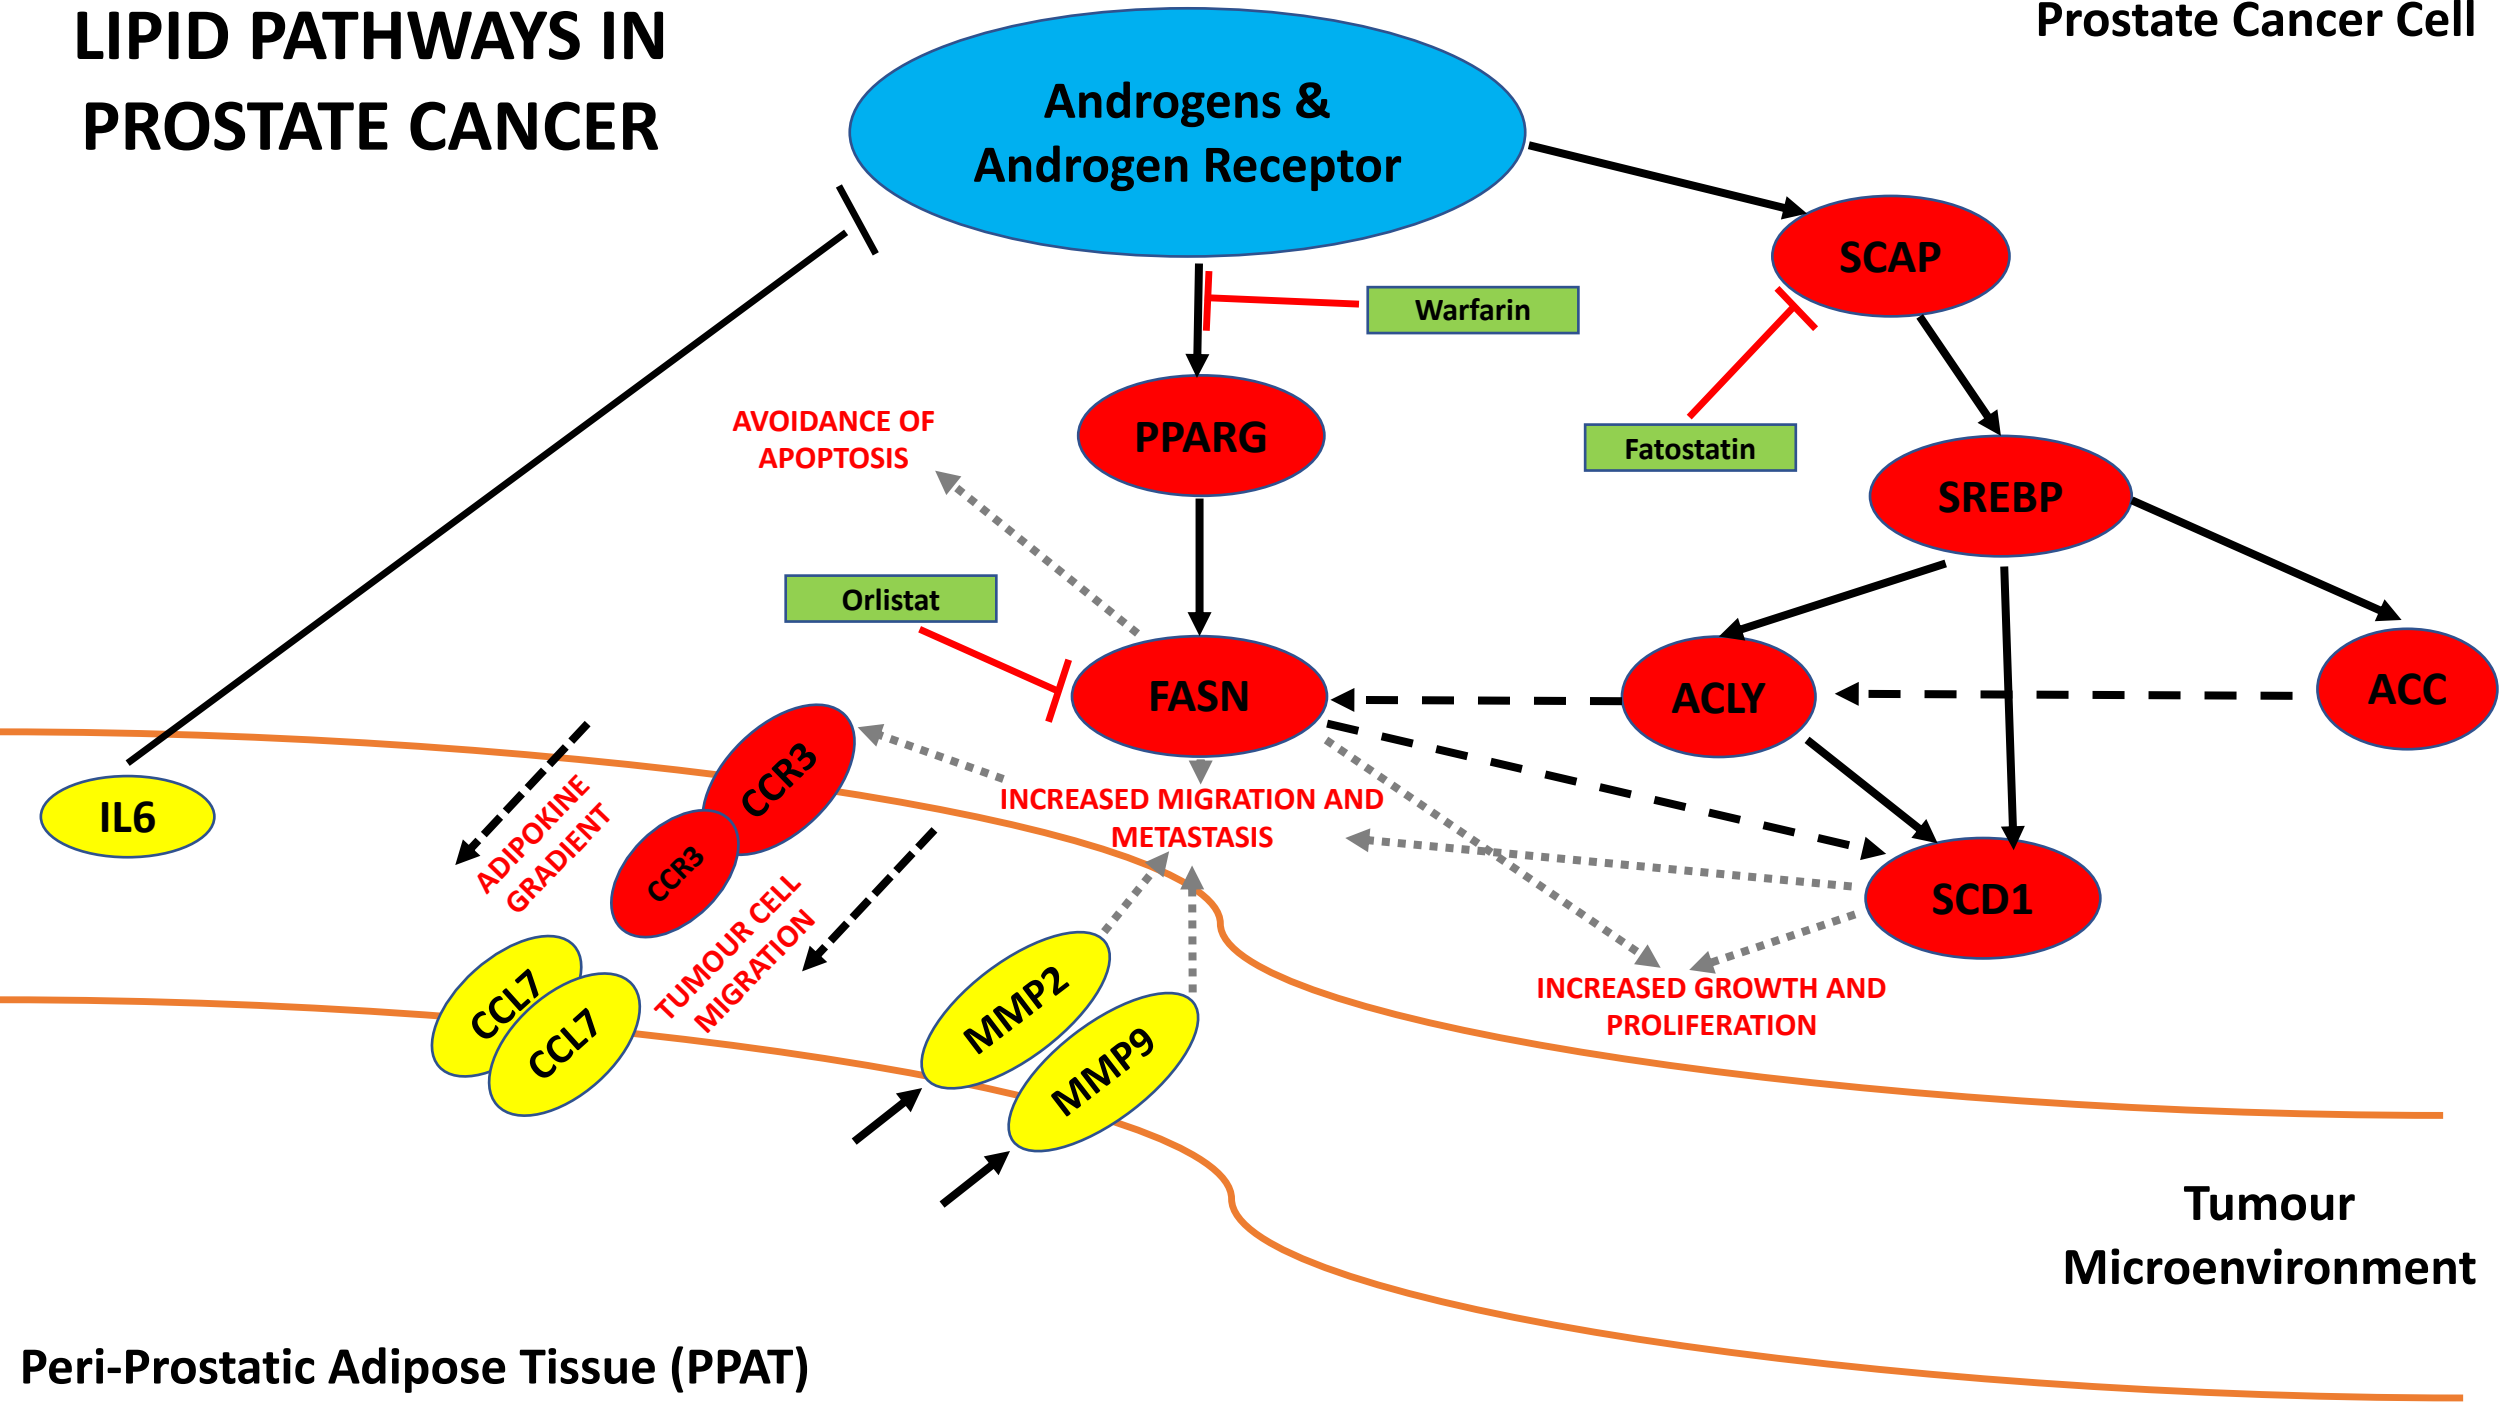 LIPID PATHWAYS IN
PROSTATE CANCER
Prostate Cancer Cell
Androgens &
Androgen Receptor
SCAP
Warfarin
PPARG
AVOIDANCE OF
APOPTOSIS
Fatostatin
SREBP
Orlistat
FASN
ACLY
ACC
CCR3
CCR3
IL6
ADIPOKINE
GRADIENT
INCREASED MIGRATION AND
METASTASIS
TUMOUR CELL
MIGRATION
SCD1
CCL7
CCL7
MMP2
MMP9
INCREASED GROWTH AND
PROLIFERATION
Tumour
Microenvironment
Peri-Prostatic Adipose Tissue (PPAT)